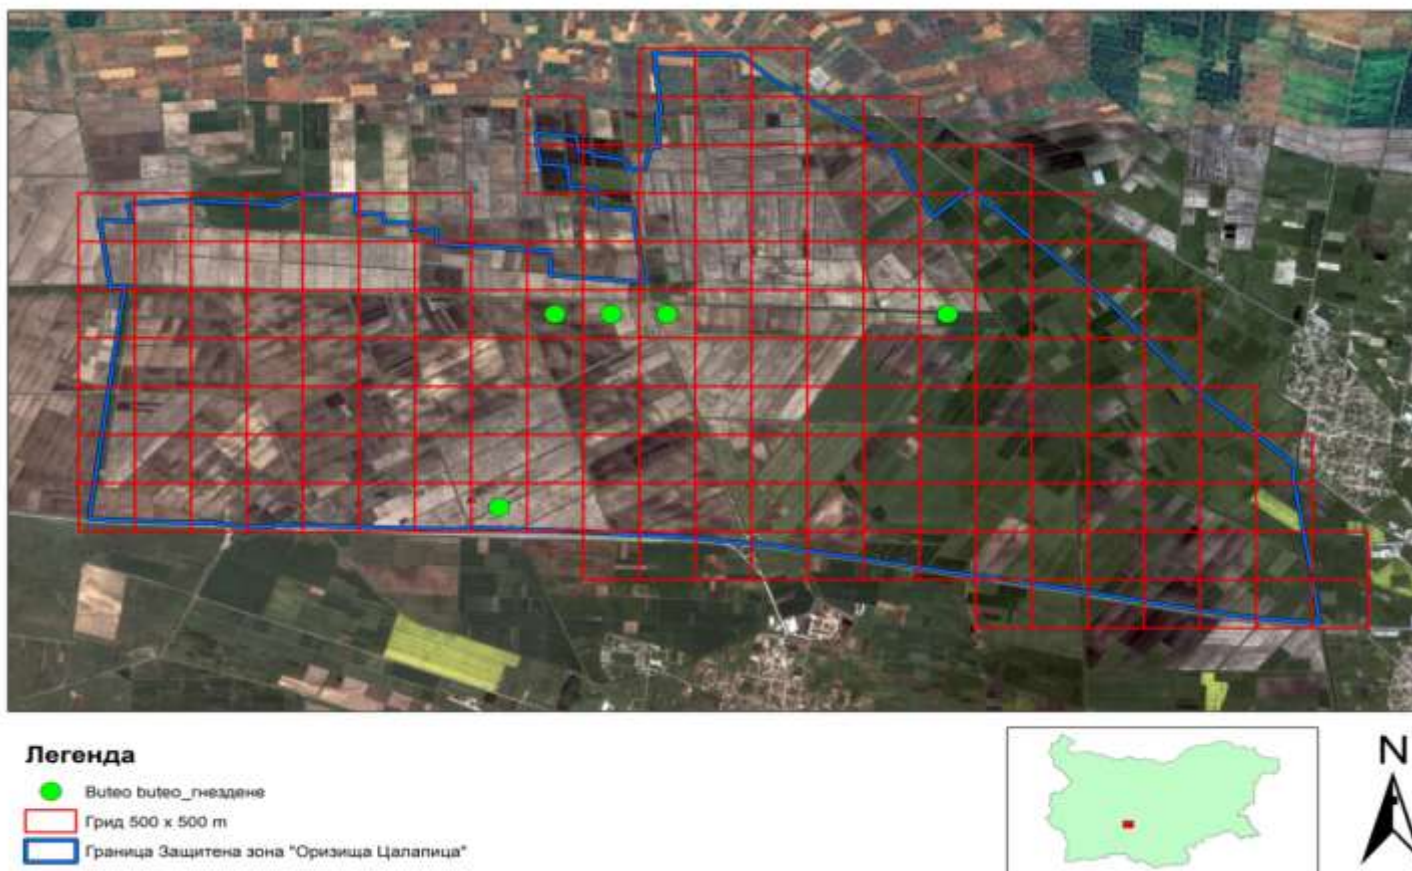 Легенда
Buteo buteo_гнездене
Грид 500 x 500 m
Граница Защитена зона "Оризища Цалапица"
N